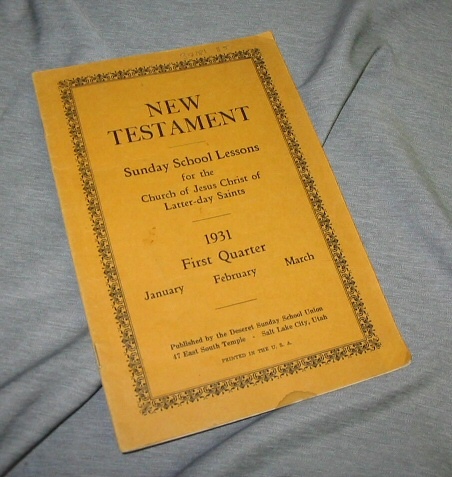 NEW
TESTAMENT
Sunday School Lessons
for the
Church of Jesus Christ of
Latter-day Saints
1931
First Quarter
January February March
Published by the Deseret Sunday School Union
47 East South Temple - Salt Lake City, Utah
PRINTED IN THE U. S. A.